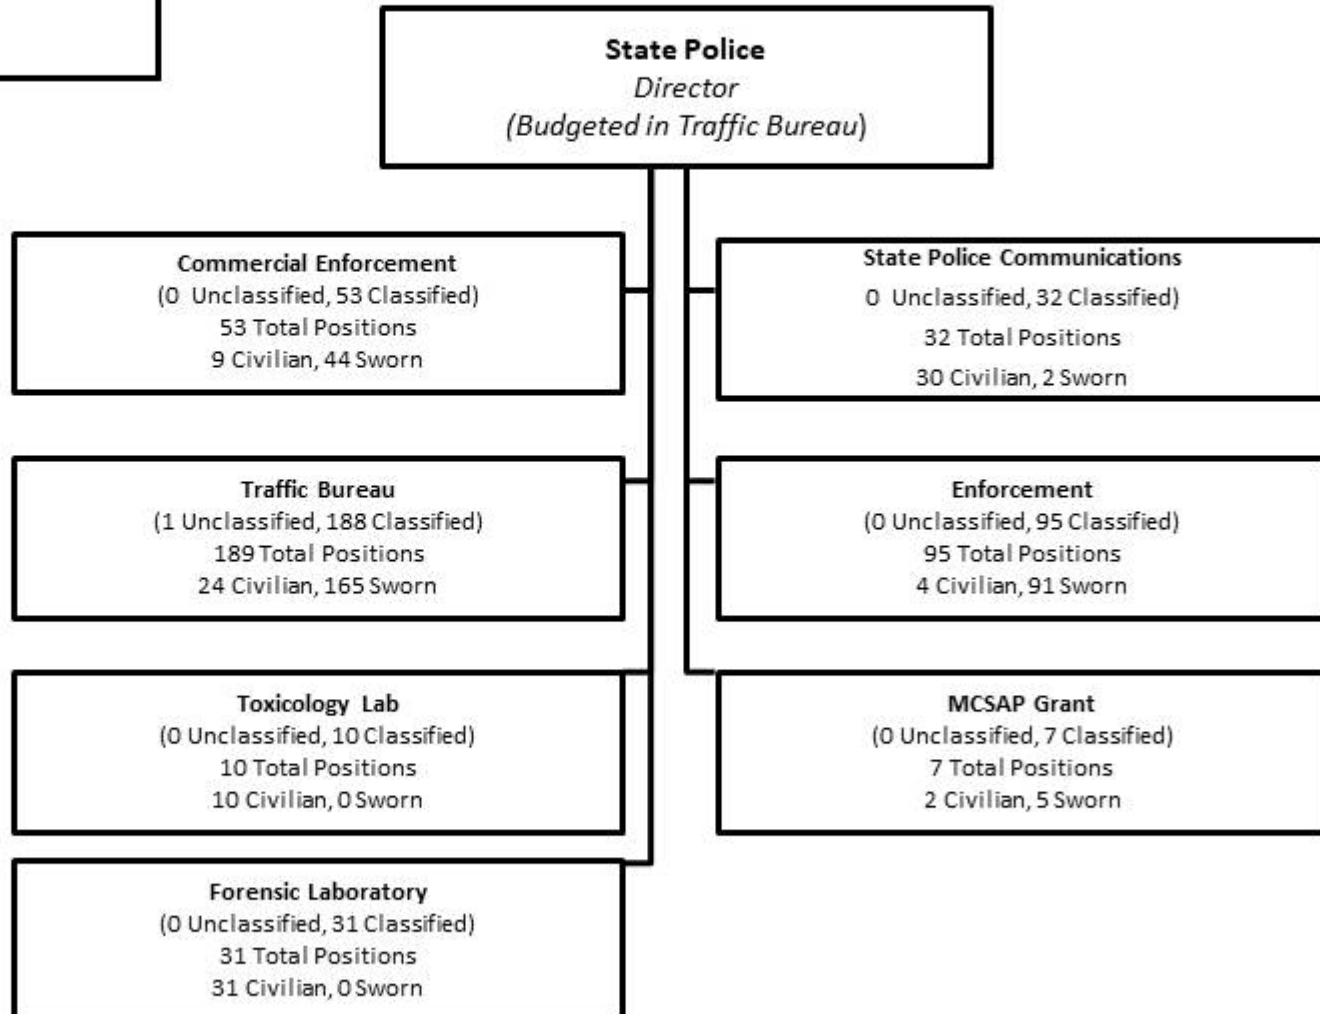 State Police
Director
(Budgeted in Traffic Bureau)
Commercial Enforcement
(0 Unclassified, 53 Classified)
53 Total Positions
9 Civilian, 44 Sworn
State Police Communications
0 Unclassified, 32 Classified)
32 Total Positions
30 Civilian, 2 Sworn
Traffic Bureau
(1 Unclassified, 188 Classified)
189 Total Positions
24 Civilian, 165 Sworn
Enforcement
(0 Unclassified, 95 Classified)
95 Total Positions
4 Civilian, 91 Sworn
Toxicology Lab
(0 Unclassified, 10 Classified)
10 Total Positions
10 Civilian, 0 Sworn
MCSAP Grant
(0 Unclassified, 7 Classified)
7 Total Positions
2 Civilian, 5 Sworn
Forensic Laboratory
(0 Unclassified, 31 Classified)
31 Total Positions
31 Civilian, 0 Sworn